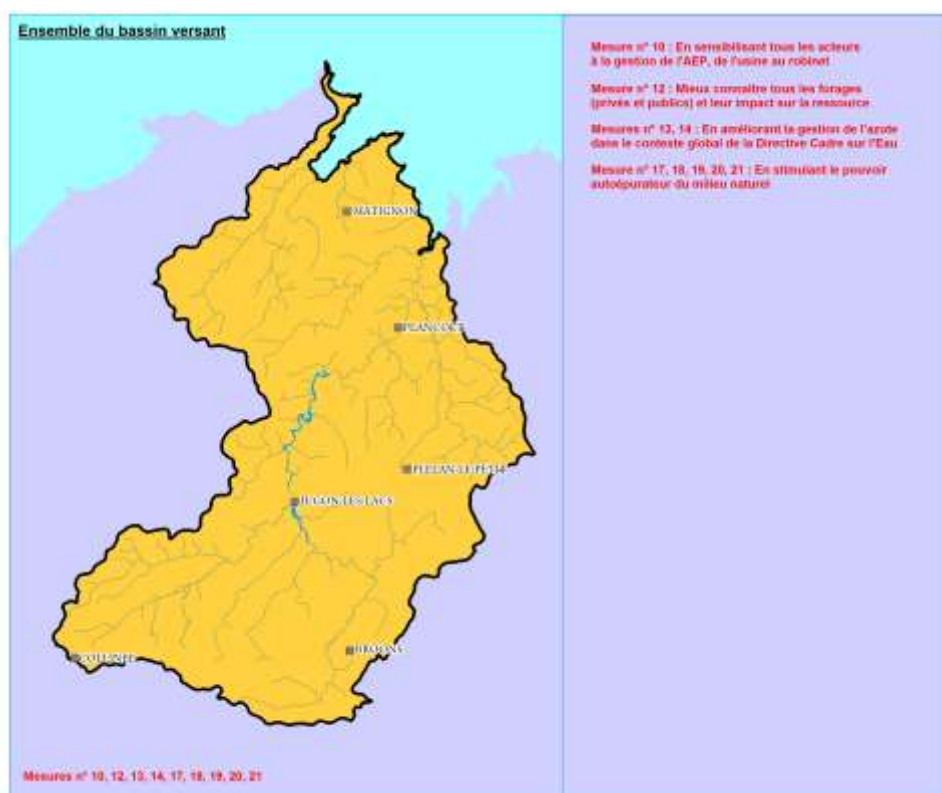 Ensemble du bassin versant
Mesure n° 10 : En sensibilisant tous les acteurs
à la gestion de l'AEP, de l'usine au robinet
Mesure n° 12 : Mieux connaître tous les forages
(privés et publics) et leur impact sur la ressource
Mesures n° 13, 14 : En améliorant la gestion de l'azote
dans le contexte global de la Directive Cadre sur l'Eau
Mesure n° 17, 18, 19, 20, 21 : En stimulant le pouvoir
autoépurateur du milieu naturel
MATIGNON
PLANCOET
PLELAN-LE-PETIT
JUGON-LES-LACS
BROONS
COLLINEE
Mesures n° 10, 12, 13, 14, 17, 18, 19, 20, 21